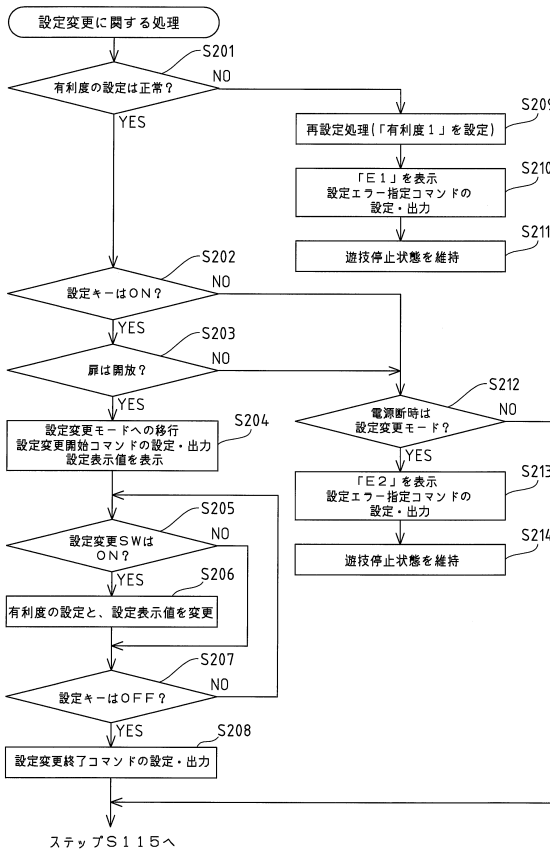 設定変更に関する処理
S201
有利度の設定は正常？
NO
YES
S209
再設定処理(「有利度１」を設定)
S210
「Ｅ１」を表示
設定エラー指定コマンドの
設定・出力
S211
遊技停止状態を維持
S202
設定キーはＯＮ？
NO
YES
S203
扉は開放？
NO
YES
S204
設定変更モードへの移行
設定変更開始コマンドの設定・出力
設定表示値を表示
S212
電源断時は
設定変更モード？
NO
YES
S213
「Ｅ２」を表示
設定エラー指定コマンドの
設定・出力
S214
遊技停止状態を維持
S205
設定変更ＳＷは
ＯＮ？
NO
YES
S206
有利度の設定と、設定表示値を変更
S207
設定キーはＯＦＦ？
NO
YES
S208
設定変更終了コマンドの設定・出力
ステップＳ１１５へ